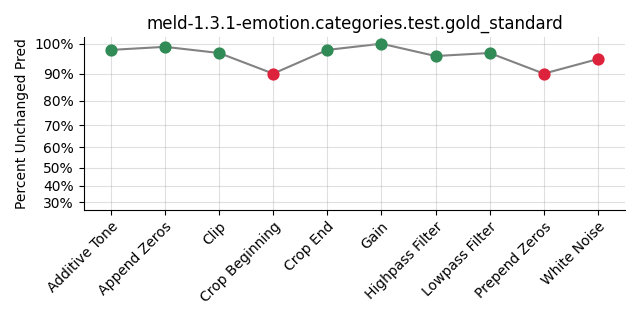 meld-1.3.1-emotion.categories.test.gold_standard
Percent Unchanged Pred
100%
90%
80%
70%
60%
50%
40%
30%
Additive Tone
Append Zeros
Clip
Crop Beginning
Crop End
Gain
Highpass Filter
Lowpass Filter
Prepend Zeros
White Noise